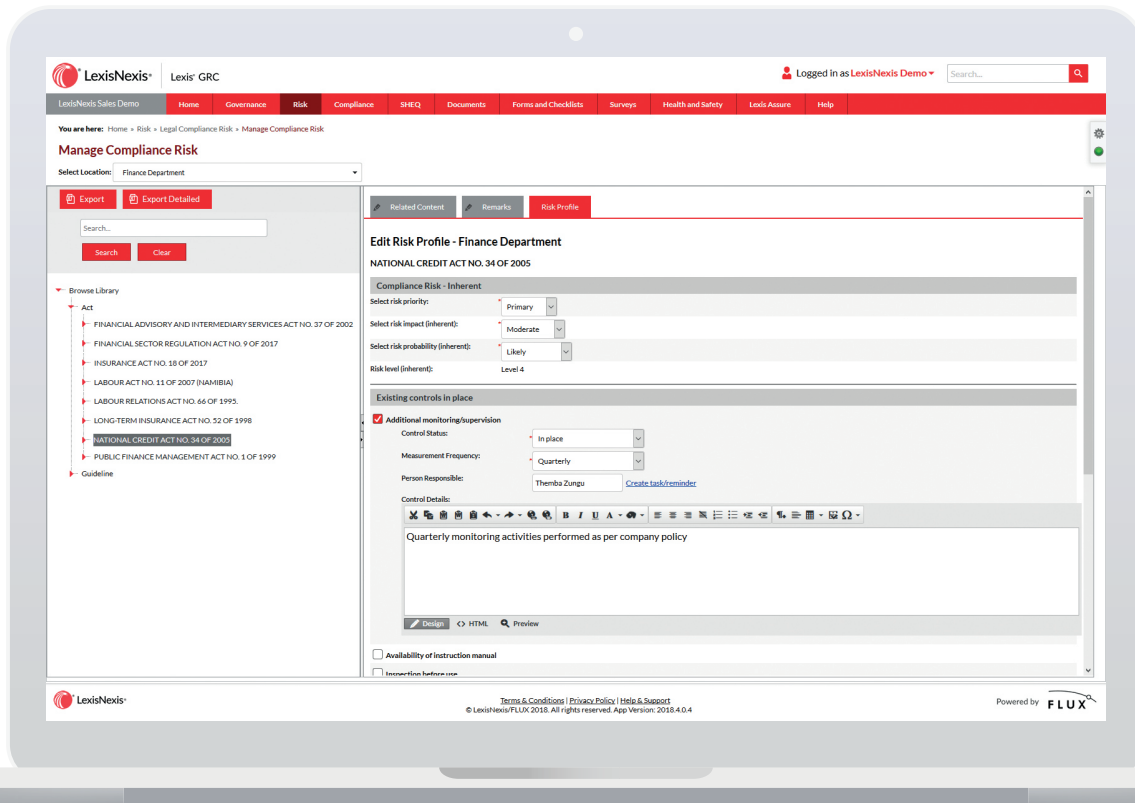 LexisNexis® Lexis® GRC
Logged in as LexisNexis Demo
Search...
LexisNexis Sales Demo Home Governance Risk Compliance SHEQ Documents Forms and Checklists Surveys Health and Safety Lexis Assure Help
You are here: Home » Risk » Legal Compliance Risk » Manage Compliance Risk
Manage Compliance Risk
Select Location: Finance Department
Export Export Detailed
Search...
Search Clear
Browse Library
Act
FINANCIAL ADVISORY AND INTERMEDIARY SERVICES ACT NO. 37 OF 2002
FINANCIAL SECTOR REGULATION ACT NO. 9 OF 2017
INSURANCE ACT NO. 18 OF 2017
LABOUR ACT NO. 11 OF 2007 (NAMIBIA)
LABOUR RELATIONS ACT NO. 66 OF 1995.
LONG-TERM INSURANCE ACT NO. 52 OF 1998
NATIONAL CREDIT ACT NO. 34 OF 2005
PUBLIC FINANCE MANAGEMENT ACT NO. 1 OF 1999
Guideline
Related Content Remarks Risk Profile
Edit Risk Profile - Finance Department
NATIONAL CREDIT ACT NO. 34 OF 2005
Compliance Risk - Inherent
Select risk priority: * Primary
Select risk impact (inherent): * Moderate
Select risk probability (inherent): * Likely
Risk level (inherent): Level 4
Existing controls in place
Additional monitoring/supervision
Control Status: * In place
Measurement Frequency: * Quarterly
Person Responsible: Themba Zungu Create task/reminder
Control Details:
B I U A Ω
Quarterly monitoring activities performed as per company policy
Design <> HTML Preview
Availability of instruction manual
Inspection before use
LexisNexis®
Terms & Conditions | Privacy Policy | Help & Support
© LexisNexis/FLUX 2018. All rights reserved. App Version: 2018.4.0.4
Powered by FLUX